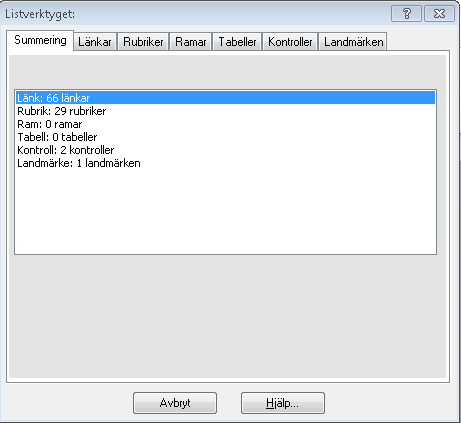 Listverktyget:
Summering Länkar Rubriker Ramar Tabeller Kontroller Landmärken
Länk: 66 länkar
Rubrik: 29 rubriker
Ram: 0 ramar
Tabell: 0 tabeller
Kontroll: 2 kontroller
Landmärke: 1 landmärken
Avbryt Hjälp...